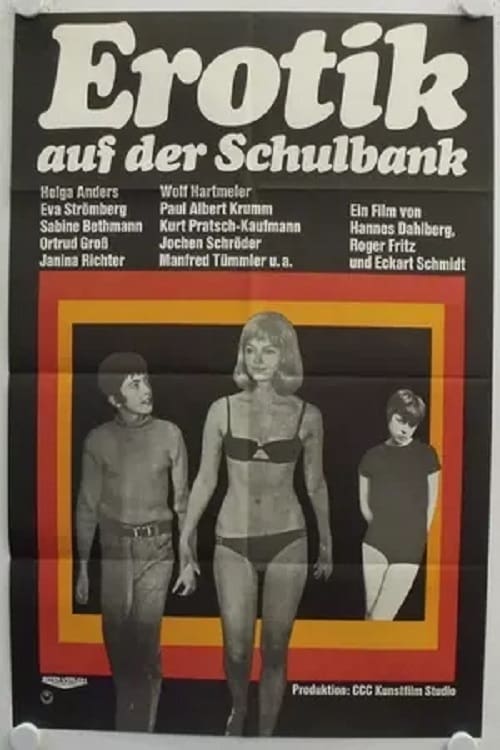 Erotik
auf der Schulbank
Helga Anders
Eva Strömberg
Sabine Bethmann
Ortrud Groß
Janina Richter
Wolf Hartmeier
Paul Albert Krumm
Kurt Pratsch-Kaufmann
Jochen Schröder
Manfred Tümmler u.a.
Ein Film von
Hannes Dahlberg,
Roger Fritz
und Eckart Schmidt
Produktion: CCC Kunstfilm Studio